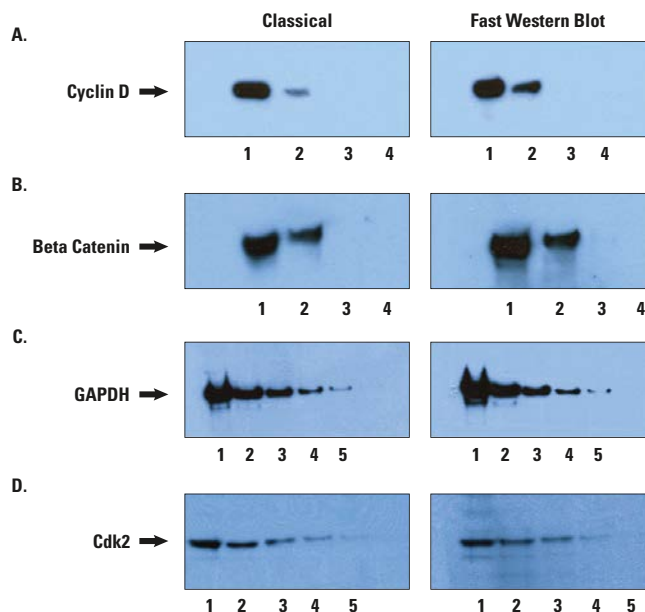 Classical Fast Western Blot
A.
Cyclin D
1 2 3 4 1 2 3 4
B.
Beta Catenin
1 2 3 4 1 2 3 4
C.
GAPDH
1 2 3 4 5 1 2 3 4 5
D.
Cdk2
1 2 3 4 5 1 2 3 4 5